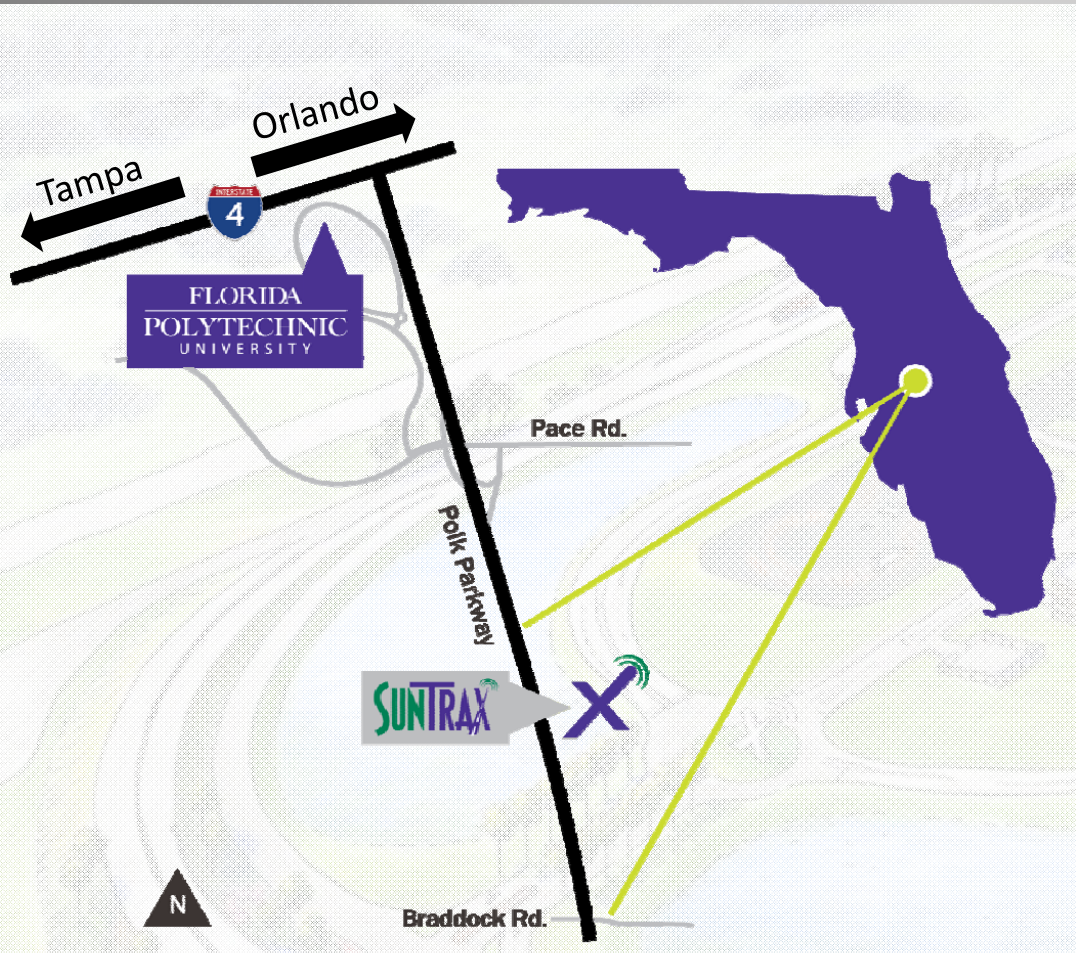 Orlando
Tampa
INTERSTATE
4
FLORIDA
POLYTECHNIC
UNIVERSITY
Pace Rd.
Polk Parkway
SUNTRAX
X
N
Braddock Rd.